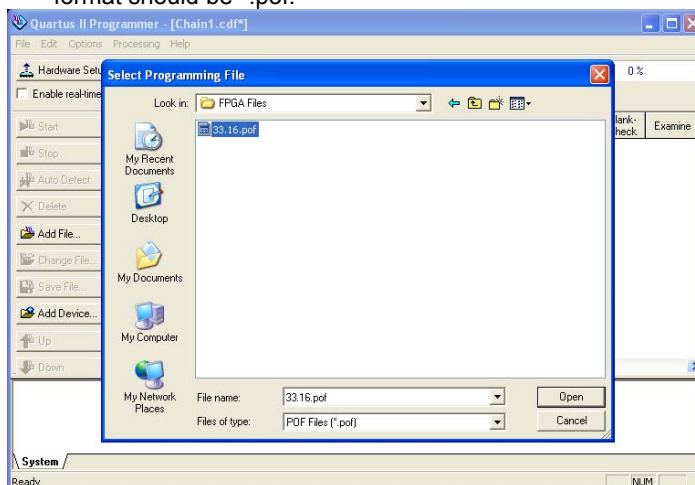 format should be ".pof."
Quartus II Programmer - [Chain1.cdf*]
File Edit Options Processing Help
Hardware Setu
0 %
Enable real-time
Select Programming File
Look in: FPGA Files
33.16.pof
My Recent
Documents
Desktop
My Documents
My Computer
My Network
Places
File name: 33.16.pof Open
Files of type: POF Files (*.pof) Cancel
Start
Stop
Auto Detect
Delete
Add File...
Change File...
Save File...
Add Device...
Up
Down
lank-
heck
Examine
System
Ready
NUM